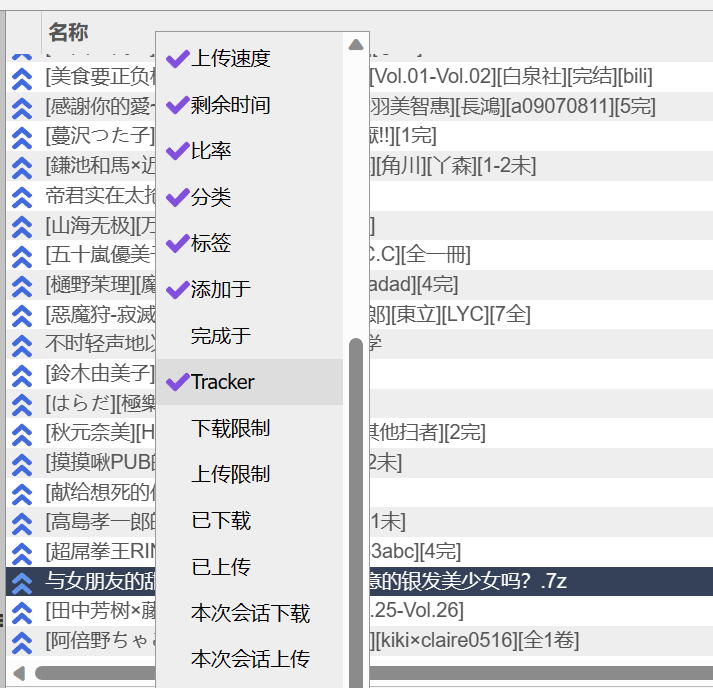 名称
上传速度
[美食要正负 [Vol.01-Vol.02][白泉社][完结][bili]
剩余时间
[感謝你的愛 羽美智惠][長鴻][a09070811][5完]
[蔓沢つた子] 獣!!][1完]
比率
[鎌池和馬×近 ][角川][丫森][1-2未]
分类
帝君实在太
[山海无极][万 ]
标签
[五十嵐優美 C.C][全一冊]
添加于
[樋野茉理][魔 adad][4完]
[惡魔狩-寂滅 郎][東立][LYC][7全]
完成于
不时轻声地以 学
[鈴木由美子]
Tracker
[はらだ][極樂
下载限制
[秋元奈美][H 其他扫者][2完]
[摸摸啾PUB的 2未]
上传限制
[献给想死的
[高島孝一郎的 1未]
已下载
[超屌拳王RIN 3abc][4完]
已上传
与女朋友的甜 意的银发美少女吗？.7z
[田中芳树×藤 .25-Vol.26]
本次会话下载
[阿倍野ちゃ ][kiki×claire0516][全1卷]
本次会话上传